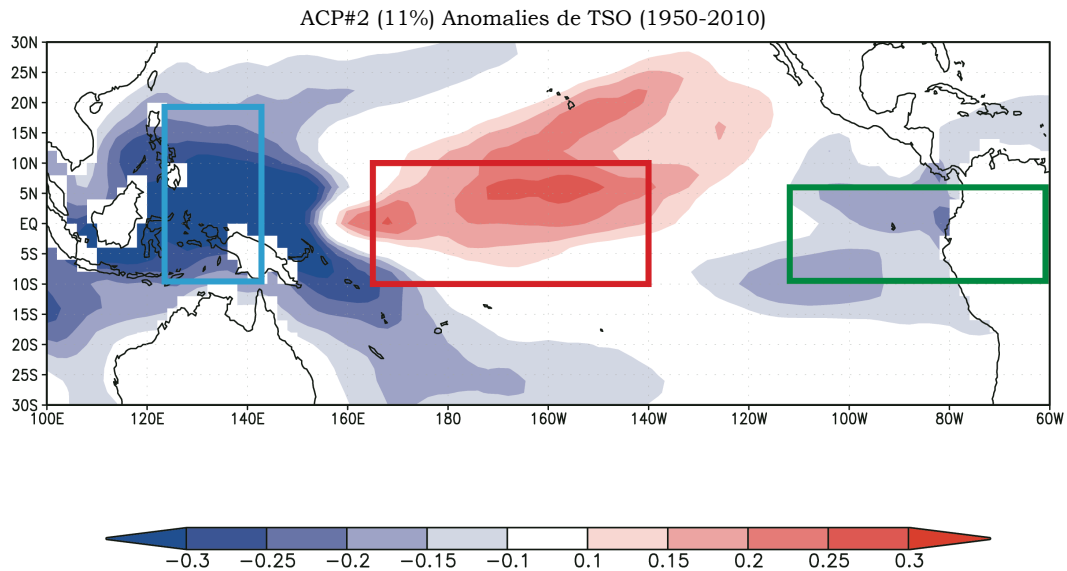 ACP#2 (11%) Anomalies de TSO (1950-2010)
30N
25N
20N
15N
10N
5N
EQ
5S
10S
15S
20S
25S
30S
100E 120E 140E 160E 180 160W 140W 120W 100W 80W 60W
−0.3 −0.25 −0.2 −0.15 −0.1 0.1 0.15 0.2 0.25 0.3